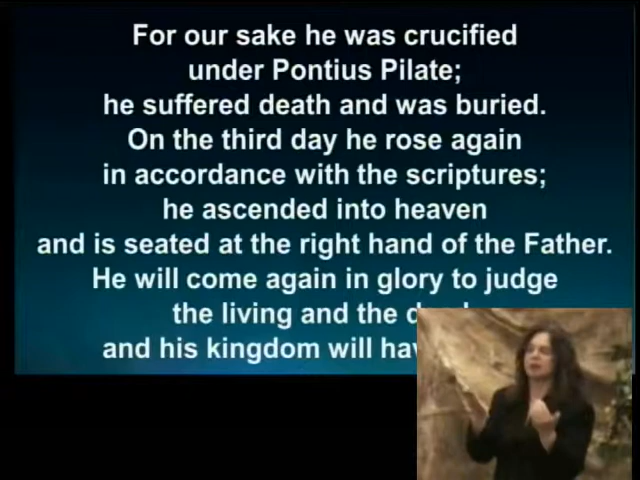 For our sake he was crucified
under Pontius Pilate;
he suffered death and was buried.
On the third day he rose again
in accordance with the scriptures;
he ascended into heaven
and is seated at the right hand of the Father.
He will come again in glory to judge
the living and the
and his kingdom will